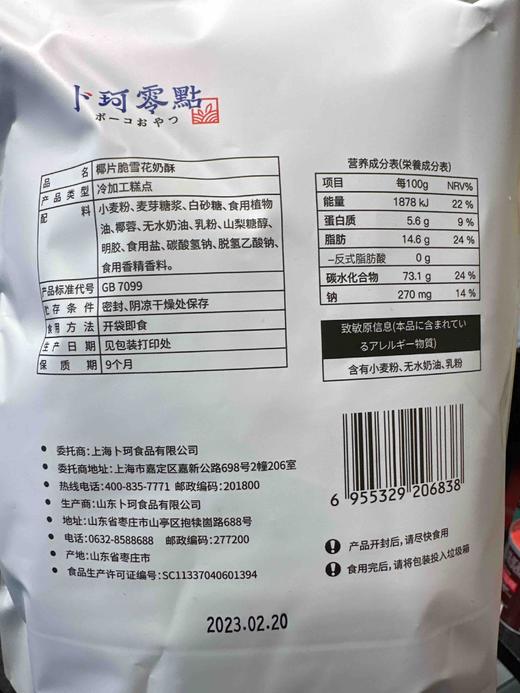 卜珂零點
ポーコおやつ
品 名 椰片脆雪花奶酥
产品类型 冷加工糕点
配 料 小麦粉、麦芽糖浆、白砂糖、食用植物
油、椰蓉、无水奶油、乳粉、山梨糖醇、
明胶、食用盐、碳酸氢钠、脱氢乙酸钠、
食用香精香料。
产品标准代号 GB 7099
贮存条件 密封、阴凉干燥处保存
食用方法 开袋即食
生产日期 见包装打印处
保 质 期 9个月
营养成分表(栄養成分表)
项目 每100g NRV%
能量 1878 kJ 22 %
蛋白质 5.6 g 9 %
脂肪 14.6 g 24 %
–反式脂肪酸 0 g
碳水化合物 73.1 g 24 %
钠 270 mg 14 %
致敏原信息(本品に含まれてい
るアレルギー物質)
含有小麦粉、无水奶油、乳粉
委托商:上海卜珂食品有限公司
委托商地址:上海市嘉定区嘉新公路698号2幢206室
热线电话:400-835-7771 邮政编码:201800
生产商:山东卜珂食品有限公司
地址:山东省枣庄市山亭区抱犊崮路688号
电话:0632-8588688 邮政编码:277200
产地:山东省枣庄市
食品生产许可证编号:SC11337040601394
6 955329 206838
产品开封后,请尽快食用
食用完后,请将包装投入垃圾箱
2023.02.20